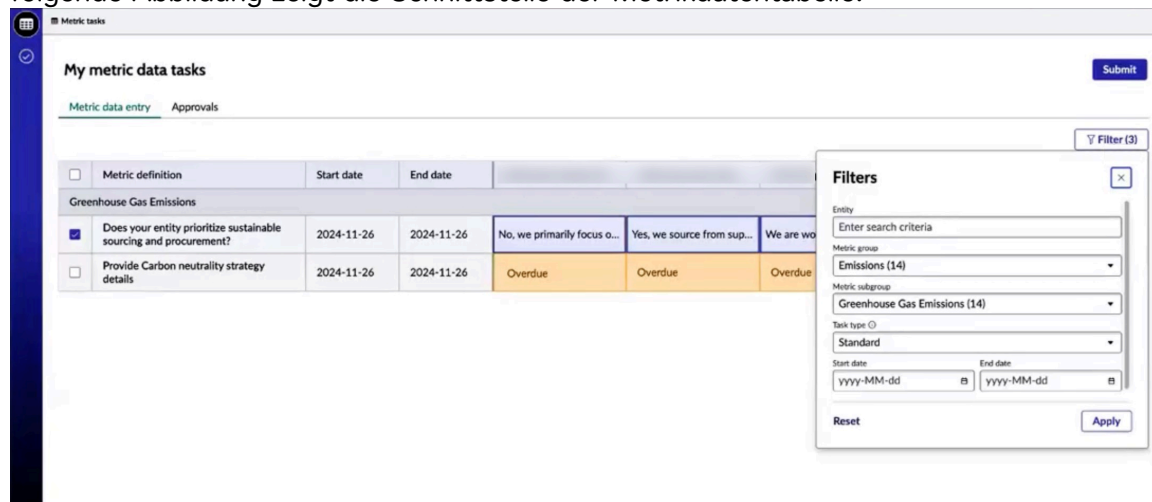 folgende Abbildung zeigt die Schnittstelle der Metrikdatentabelle.
Metric tasks
My metric data tasks
Submit
Metric data entry Approvals
Filter (3)
Metric definition Start date End date
Greenhouse Gas Emissions
Does your entity prioritize sustainable
sourcing and procurement?
2024-11-26 2024-11-26 No, we primarily focus o... Yes, we source from sup... We are wo
Provide Carbon neutrality strategy
details
2024-11-26 2024-11-26 Overdue Overdue Overdue
Filters
Entity
Enter search criteria
Metric group
Emissions (14)
Metric subgroup
Greenhouse Gas Emissions (14)
Task type
Standard
Start date End date
yyyy-MM-dd yyyy-MM-dd
Reset Apply